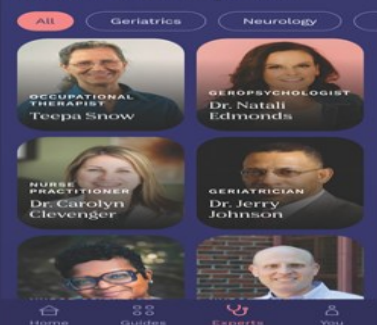 All
Geriatrics
Neurology
OCCUPATIONAL
THERAPIST
Teepa Snow
GEROPSYCHOLOGIST
Dr. Natali
Edmonds
NURSE
PRACTITIONER
Dr. Carolyn
Clevenger
GERIATRICIAN
Dr. Jerry
Johnson
Home
Guides
Experts
You